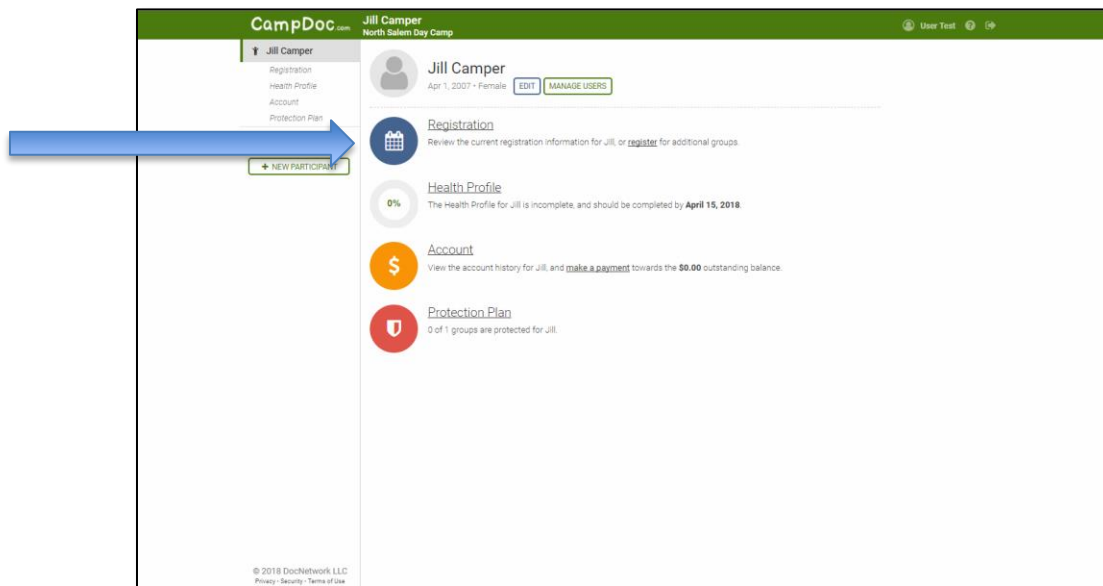 CampDoc.com
Jill Camper
North Salem Day Camp
User Test
Jill Camper
Registration
Health Profile
Account
Protection Plan
+ NEW PARTICIPANT
Jill Camper
Apr 1, 2007 • Female EDIT MANAGE USERS
Registration
Review the current registration information for Jill, or register for additional groups.
0%
Health Profile
The Health Profile for Jill is incomplete, and should be completed by April 15, 2018.
$
Account
View the account history for Jill, and make a payment towards the $0.00 outstanding balance.
Protection Plan
0 of 1 groups are protected for Jill.
© 2018 DocNetwork LLC
Privacy - Security - Terms of Use